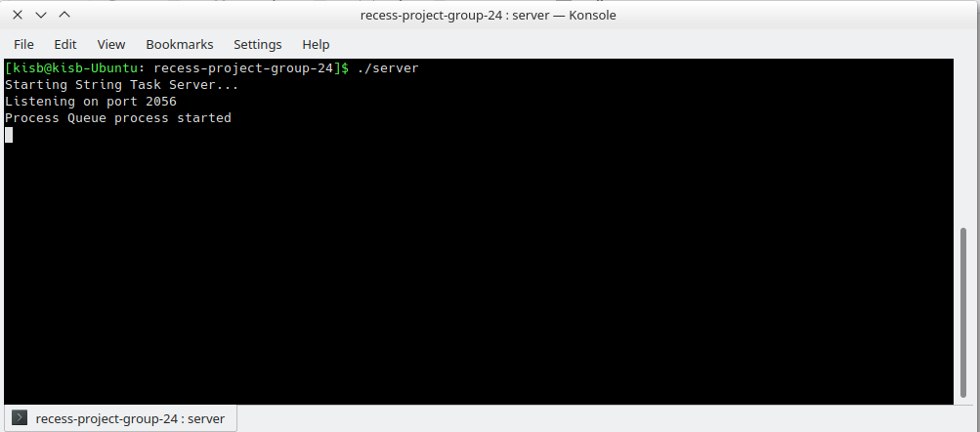 recess-project-group-24 : server — Konsole
File Edit View Bookmarks Settings Help
[kisb@kisb-Ubuntu: recess-project-group-24]$ ./server
Starting String Task Server...
Listening on port 2056
Process Queue process started
recess-project-group-24 : server